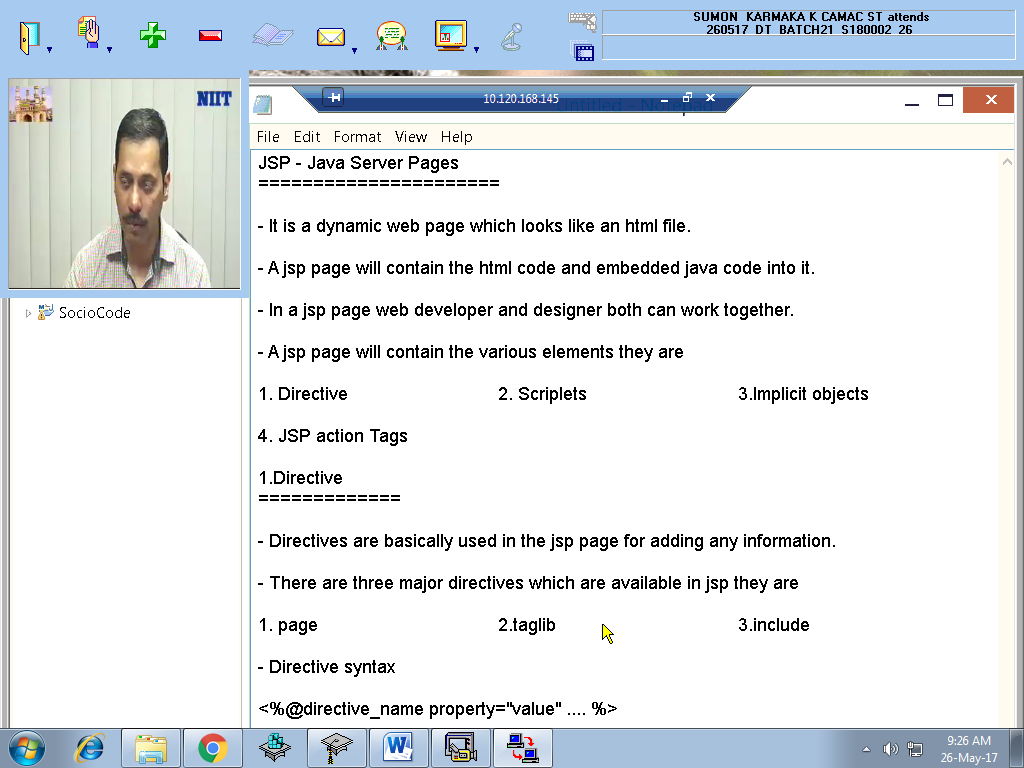 SUMON KARMAKA K CAMAC ST attends
260517_DT_BATCH21_S180002_26
NIIT
10.120.168.145
Untitled - Notepad
File Edit Format View Help
JSP - Java Server Pages
======================
- It is a dynamic web page which looks like an html file.
- A jsp page will contain the html code and embedded java code into it.
- In a jsp page web developer and designer both can work together.
- A jsp page will contain the various elements they are
1. Directive 2. Scriplets 3.Implicit objects
4. JSP action Tags
1.Directive
=============
- Directives are basically used in the jsp page for adding any information.
- There are three major directives which are available in jsp they are
1. page 2.taglib 3.include
- Directive syntax
<%@directive_name property="value" .... %>
SocioCode
9:26 AM
26-May-17